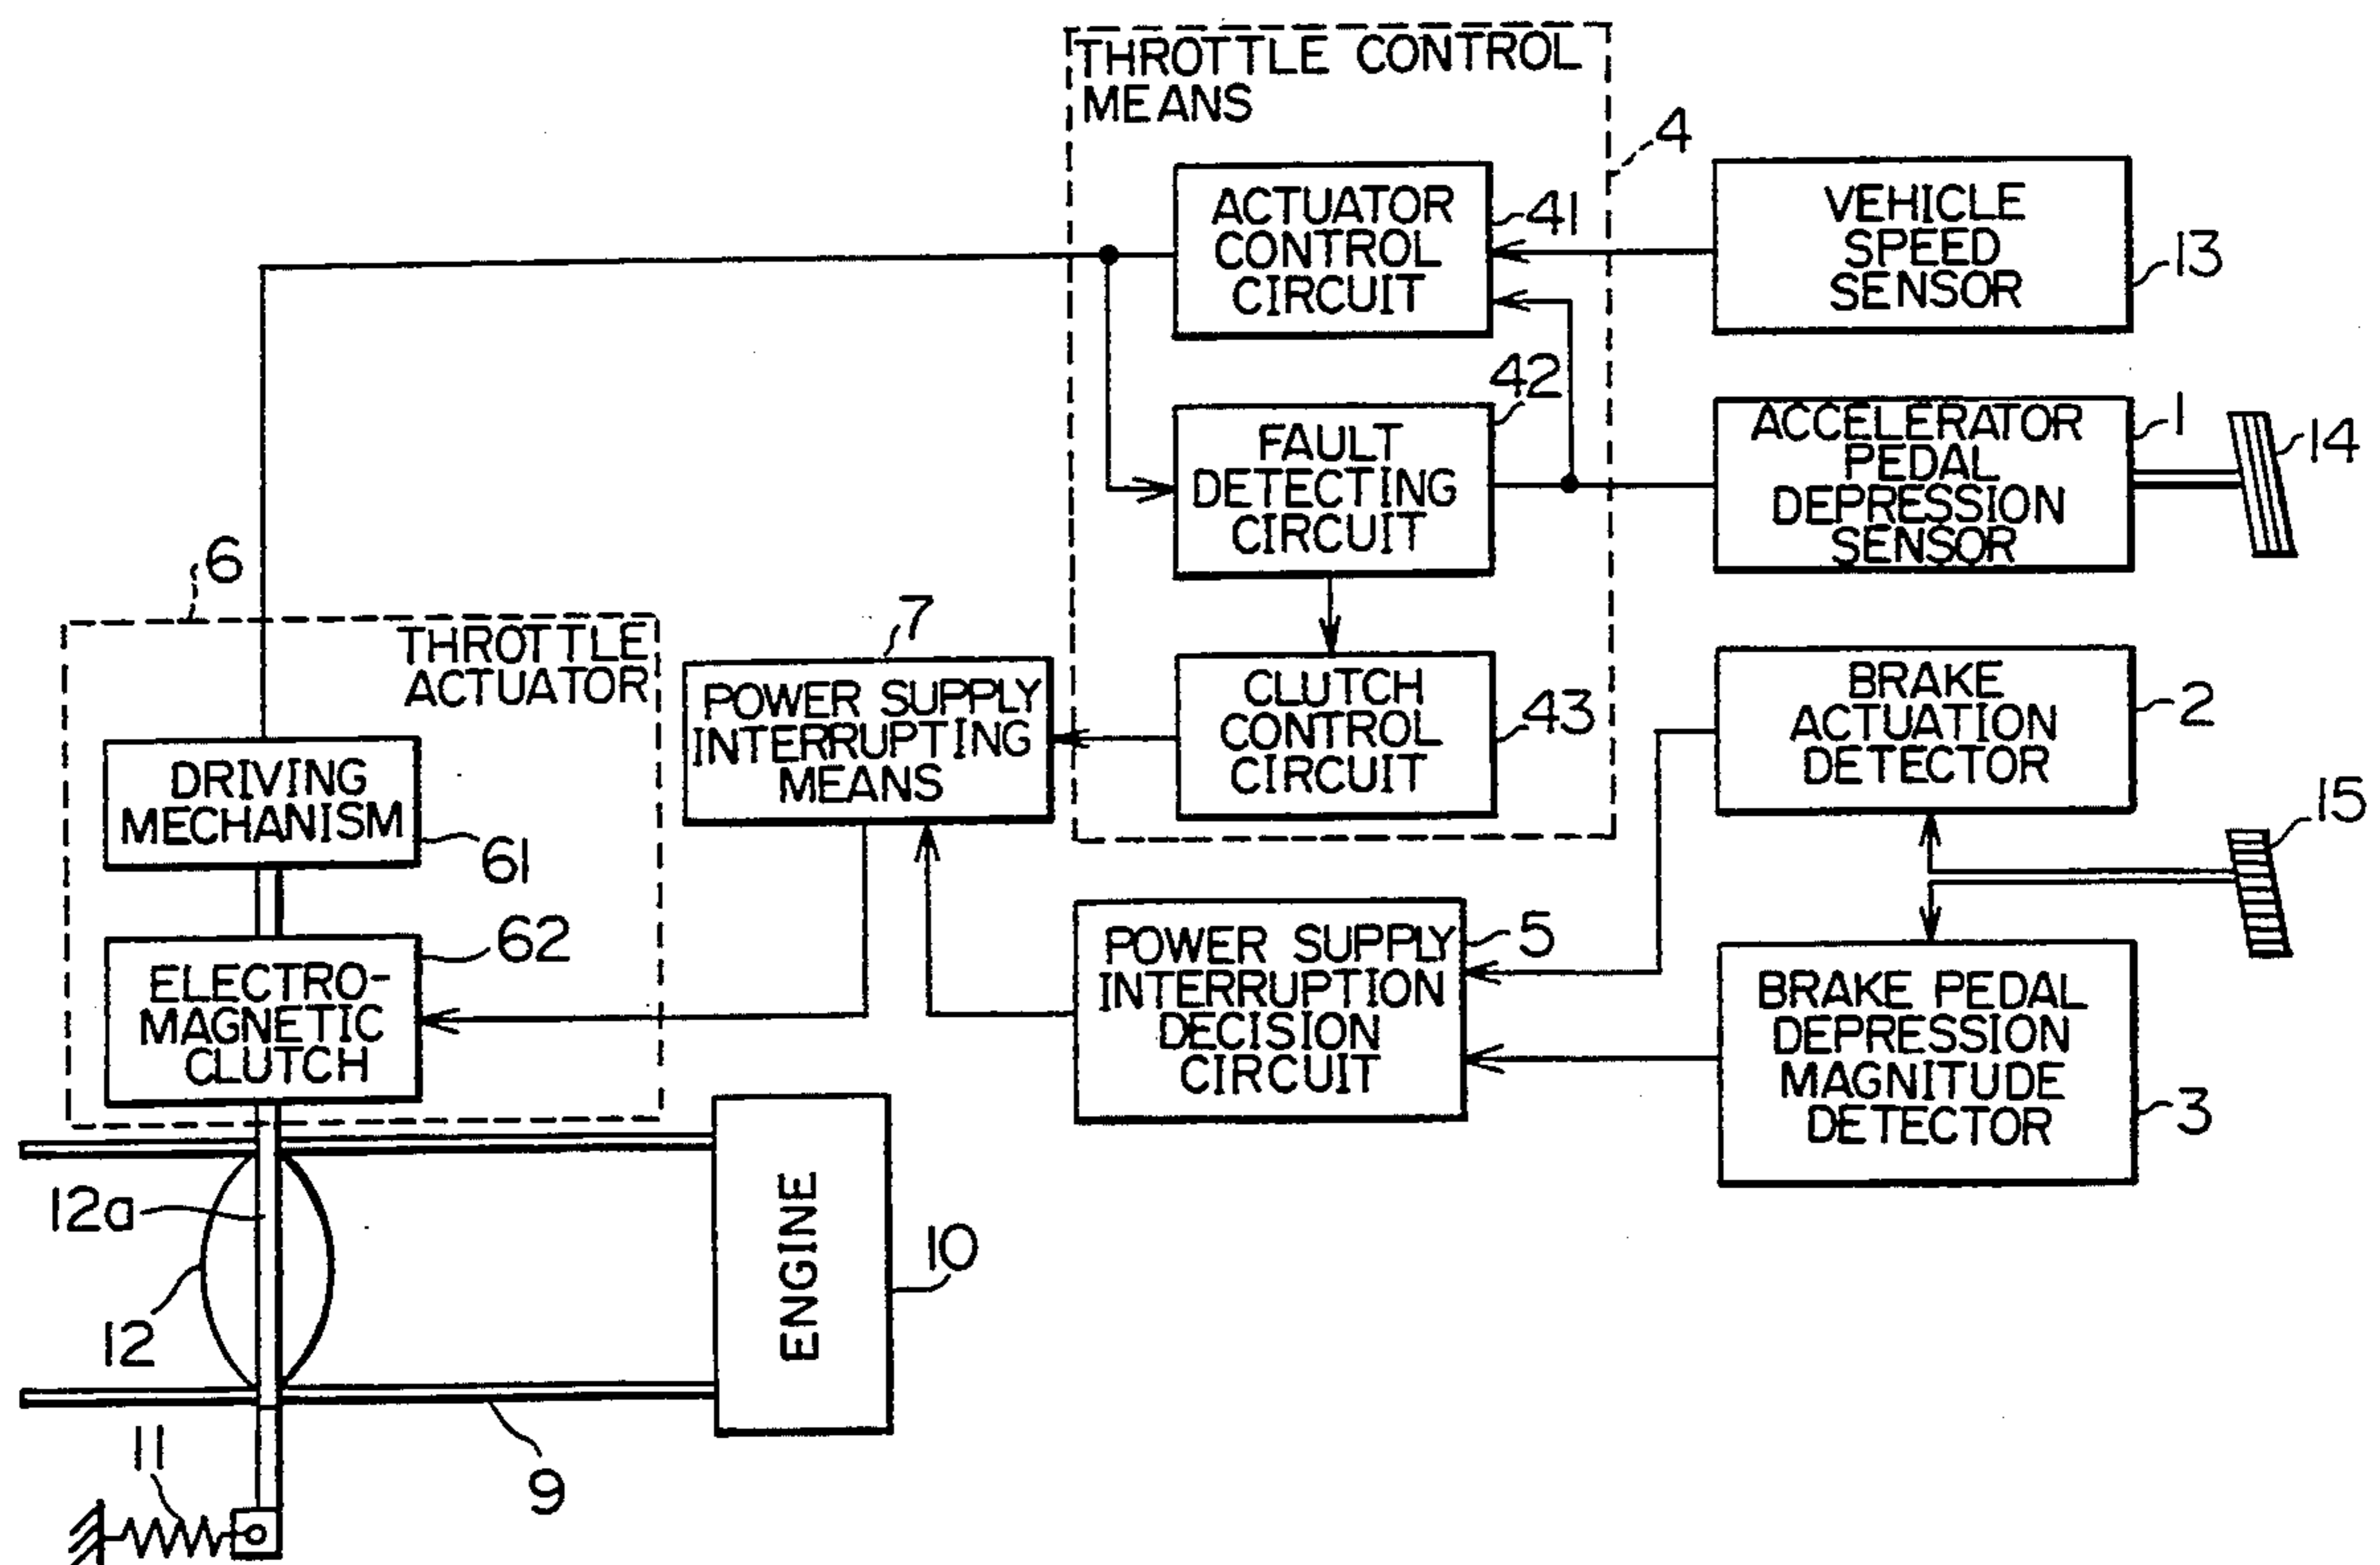 THROTTLE CONTROL
MEANS
4
ACTUATOR
CONTROL
CIRCUIT
41
VEHICLE
SPEED
SENSOR
13
FAULT
DETECTING
CIRCUIT
42
ACCELERATOR
PEDAL
DEPRESSION
SENSOR
1
14
6
THROTTLE
ACTUATOR
7
POWER SUPPLY
INTERRUPTING
MEANS
CLUTCH
CONTROL
CIRCUIT
43
BRAKE
ACTUATION
DETECTOR
2
15
DRIVING
MECHANISM
61
ELECTRO-
MAGNETIC
CLUTCH
62
POWER SUPPLY
INTERRUPTION
DECISION
CIRCUIT
5
BRAKE PEDAL
DEPRESSION
MAGNITUDE
DETECTOR
3
12a
12
ENGINE
10
11
9